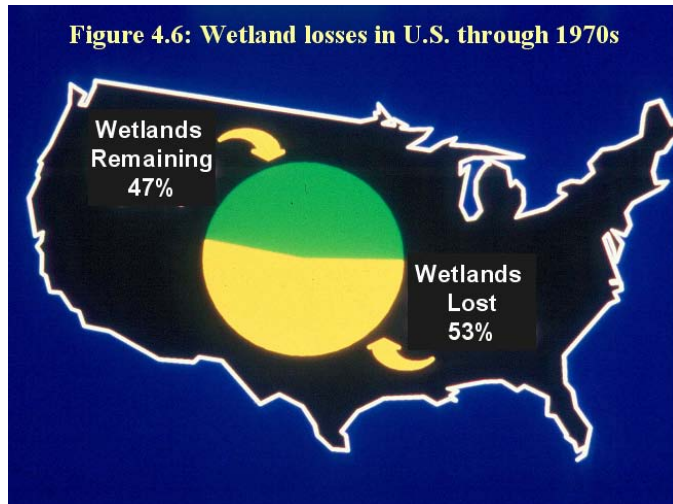 Figure 4.6: Wetland losses in U.S. through 1970s
Wetlands
Remaining
47%
Wetlands
Lost
53%